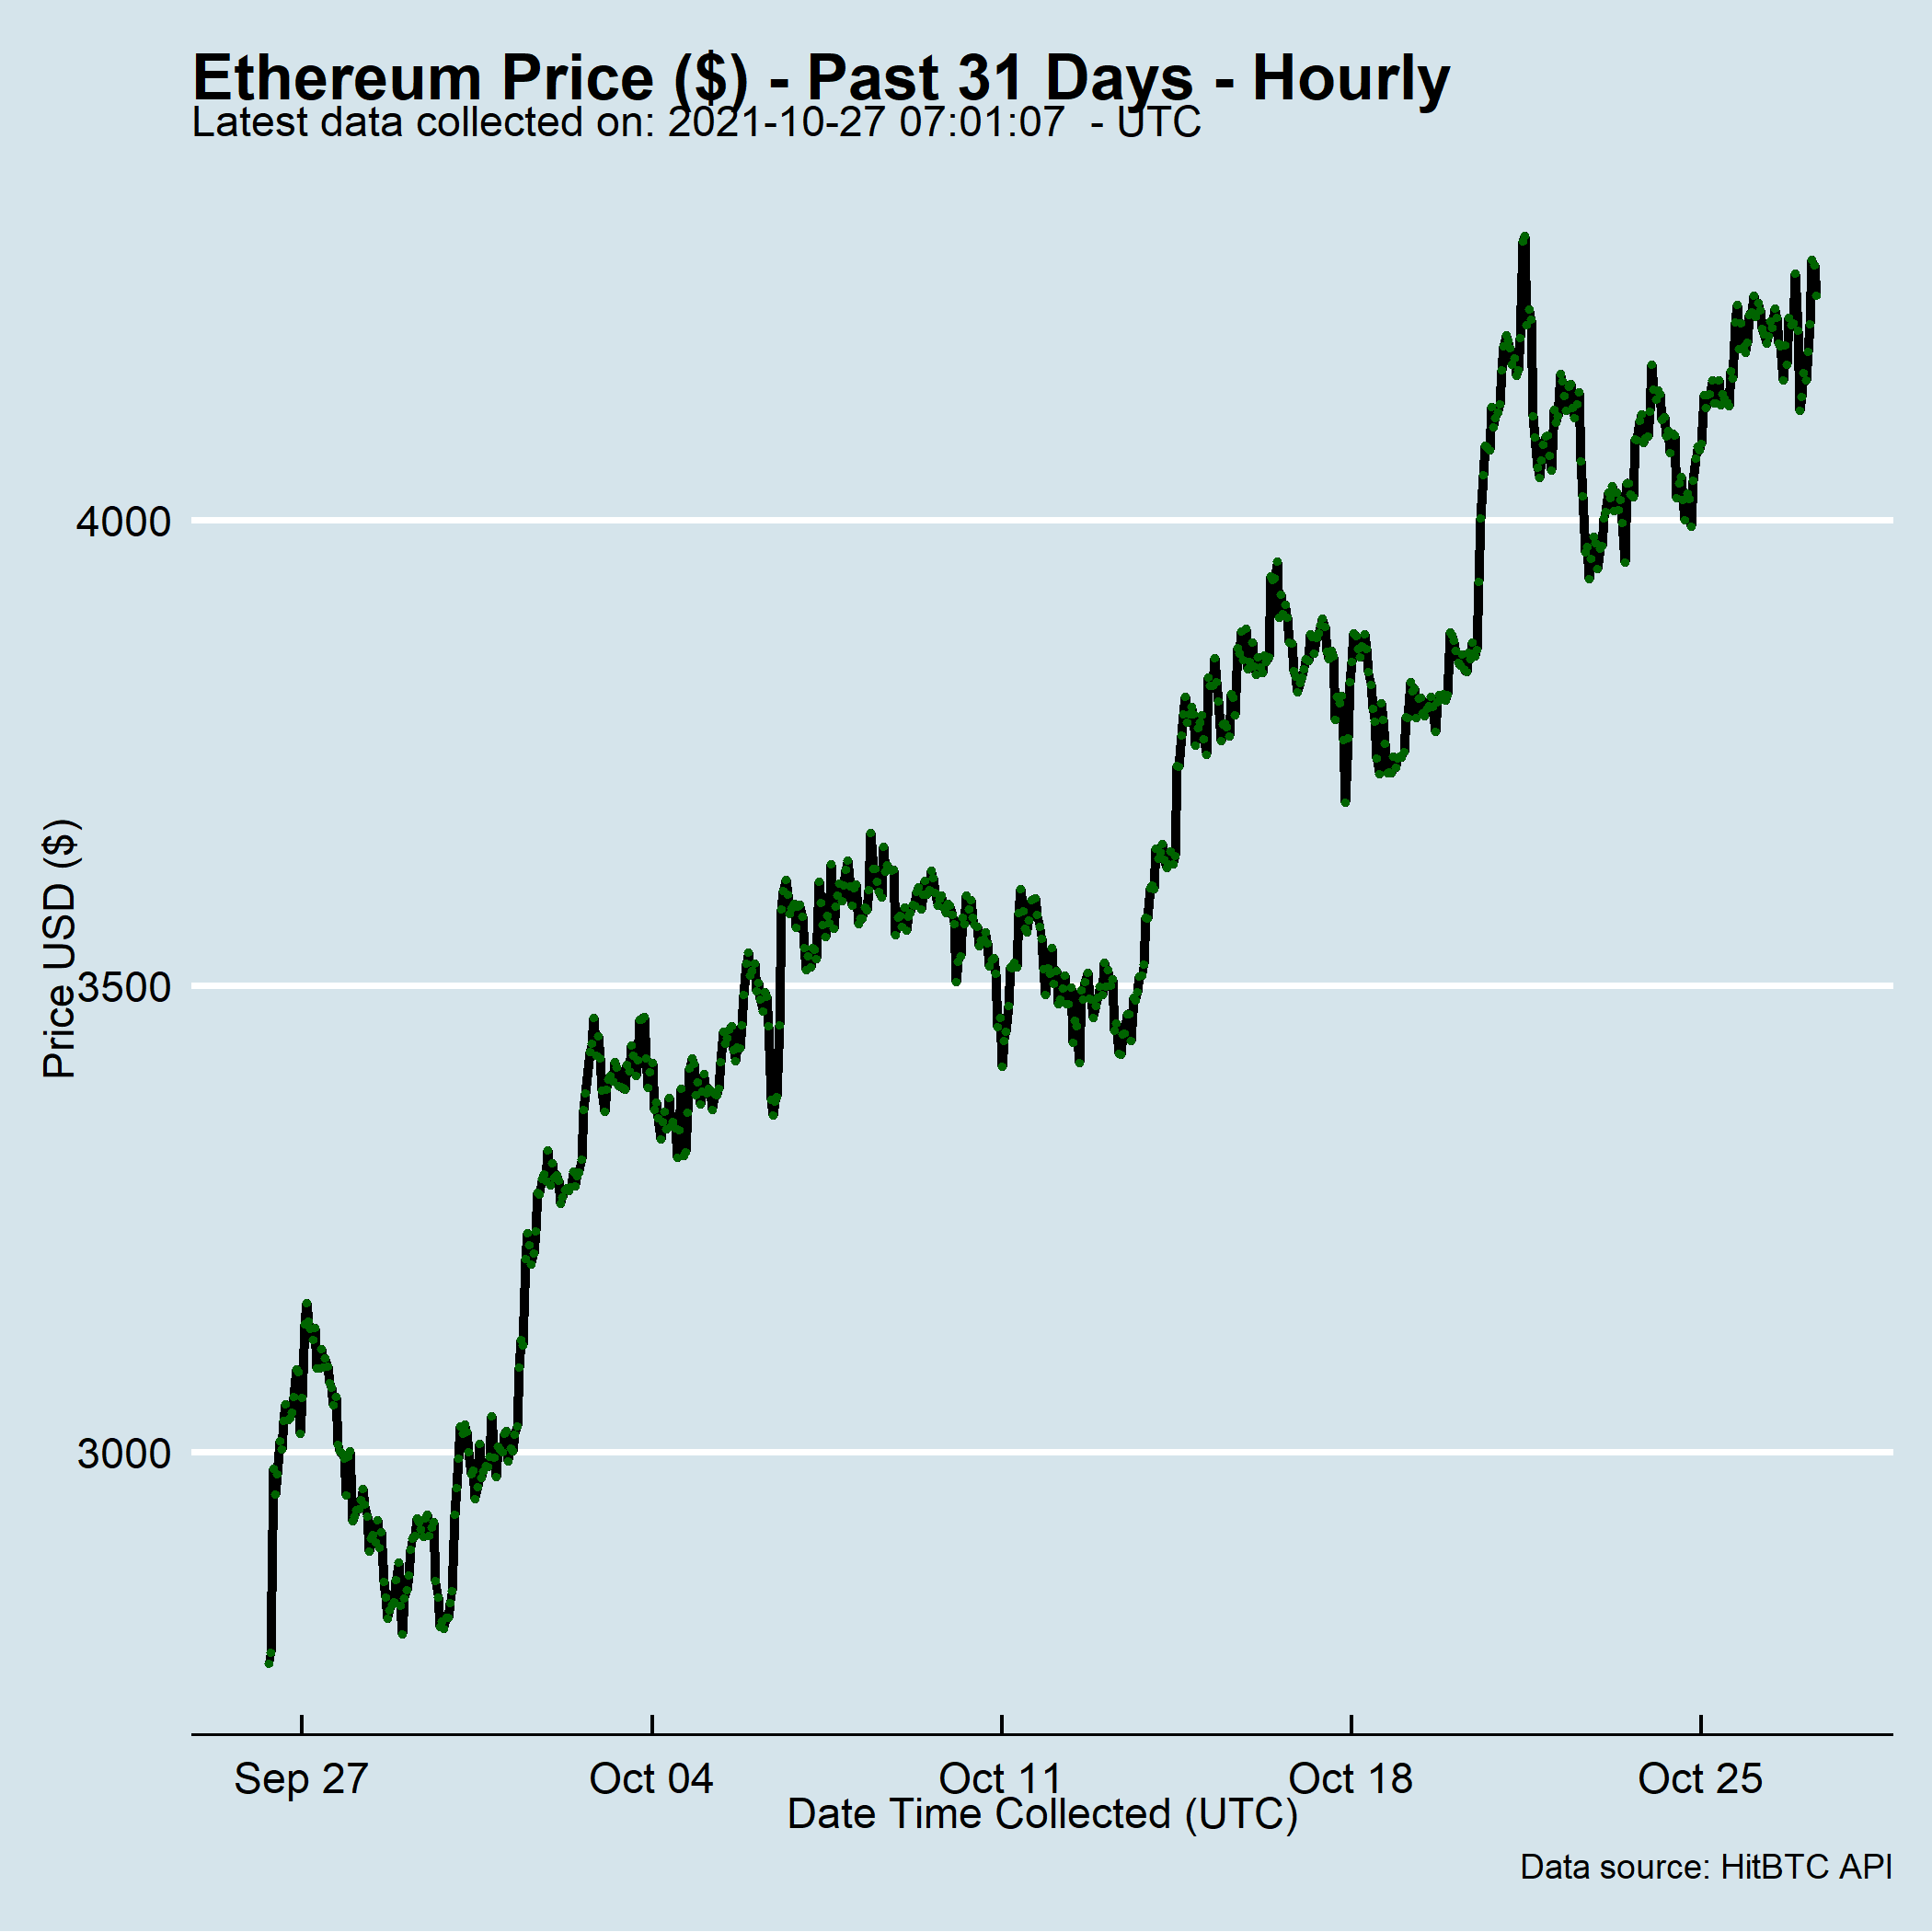 Ethereum Price ($) - Past 31 Days - Hourly
Latest data collected on: 2021-10-27 07:01:07  - UTC
4000
3500
3000
Price USD ($)
Sep 27 Oct 04 Oct 11 Oct 18 Oct 25
Date Time Collected (UTC)
Data source: HitBTC API